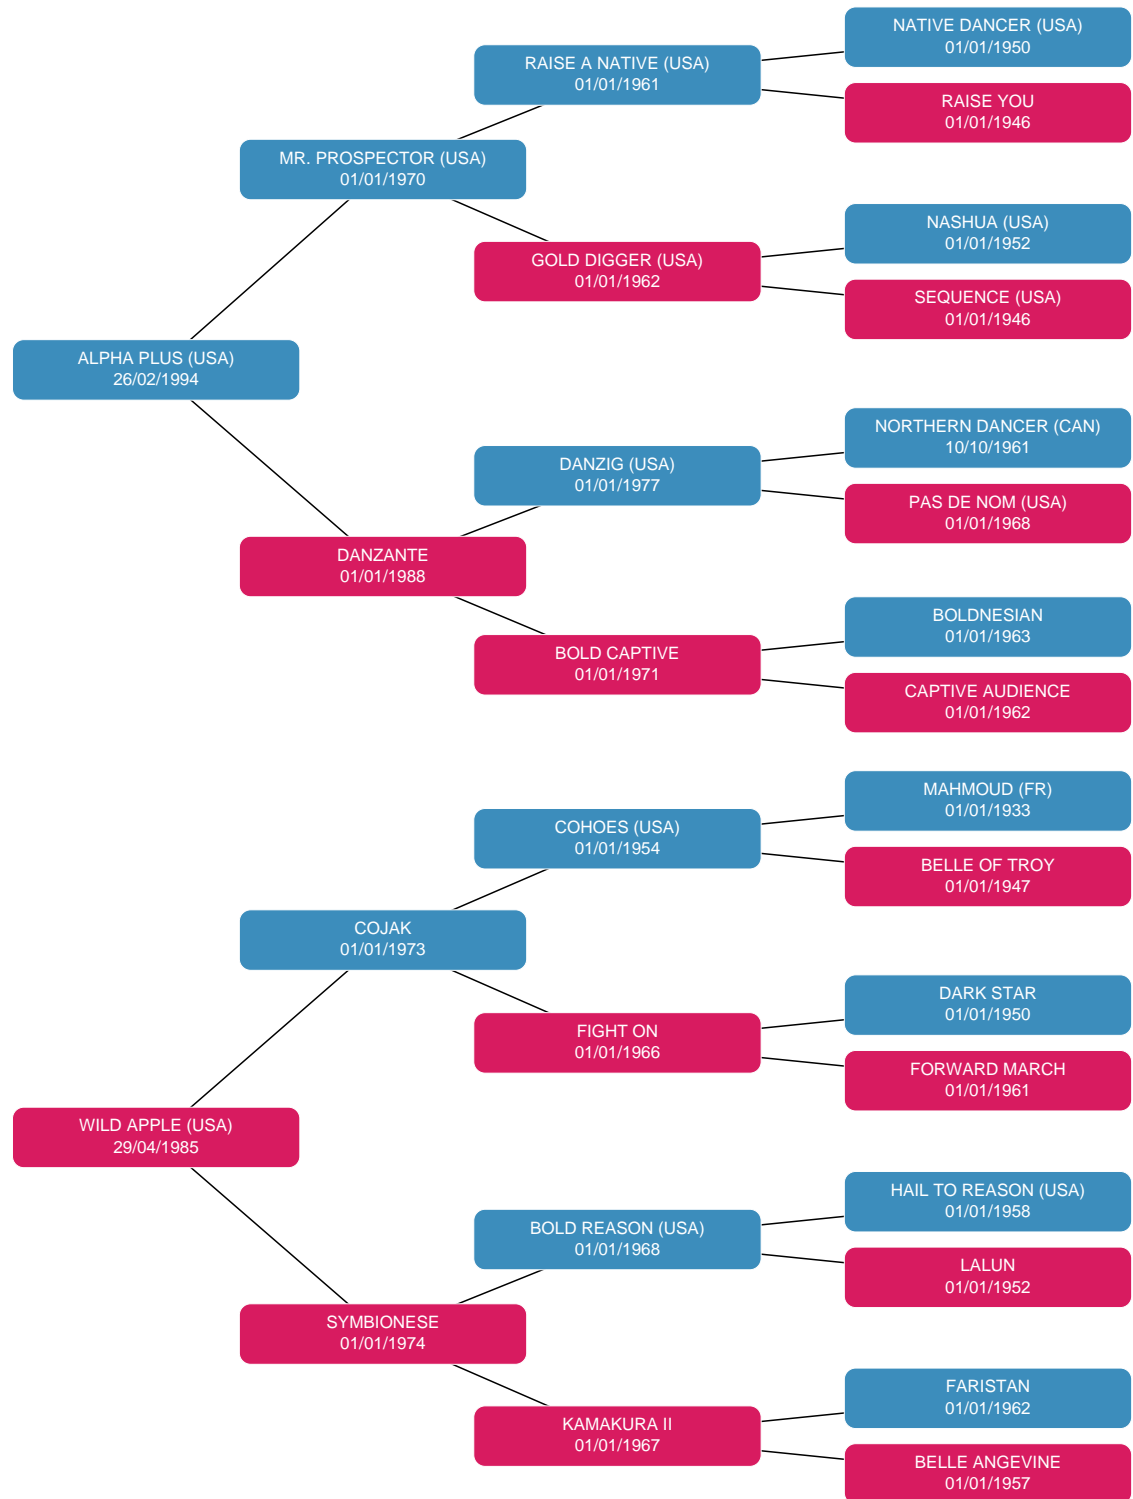 NATIVE DANCER (USA)
01/01/1950
RAISE A NATIVE (USA)
01/01/1961
RAISE YOU
01/01/1946
MR. PROSPECTOR (USA)
01/01/1970
NASHUA (USA)
01/01/1952
GOLD DIGGER (USA)
01/01/1962
SEQUENCE (USA)
01/01/1946
ALPHA PLUS (USA)
26/02/1994
NORTHERN DANCER (CAN)
10/10/1961
DANZIG (USA)
01/01/1977
PAS DE NOM (USA)
01/01/1968
DANZANTE
01/01/1988
BOLDNESIAN
01/01/1963
BOLD CAPTIVE
01/01/1971
CAPTIVE AUDIENCE
01/01/1962
MAHMOUD (FR)
01/01/1933
COHOES (USA)
01/01/1954
BELLE OF TROY
01/01/1947
COJAK
01/01/1973
DARK STAR
01/01/1950
FIGHT ON
01/01/1966
FORWARD MARCH
01/01/1961
WILD APPLE (USA)
29/04/1985
HAIL TO REASON (USA)
01/01/1958
BOLD REASON (USA)
01/01/1968
LALUN
01/01/1952
SYMBIONESE
01/01/1974
FARISTAN
01/01/1962
KAMAKURA II
01/01/1967
BELLE ANGEVINE
01/01/1957